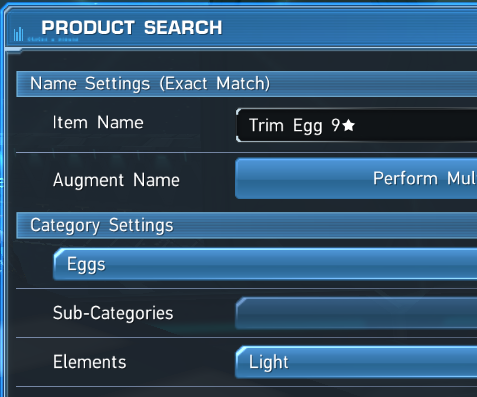 PRODUCT SEARCH
Name Settings (Exact Match)
Item Name
Trim Egg 9★
Augment Name
Perform Mul
Category Settings
Eggs
Sub-Categories
Elements
Light